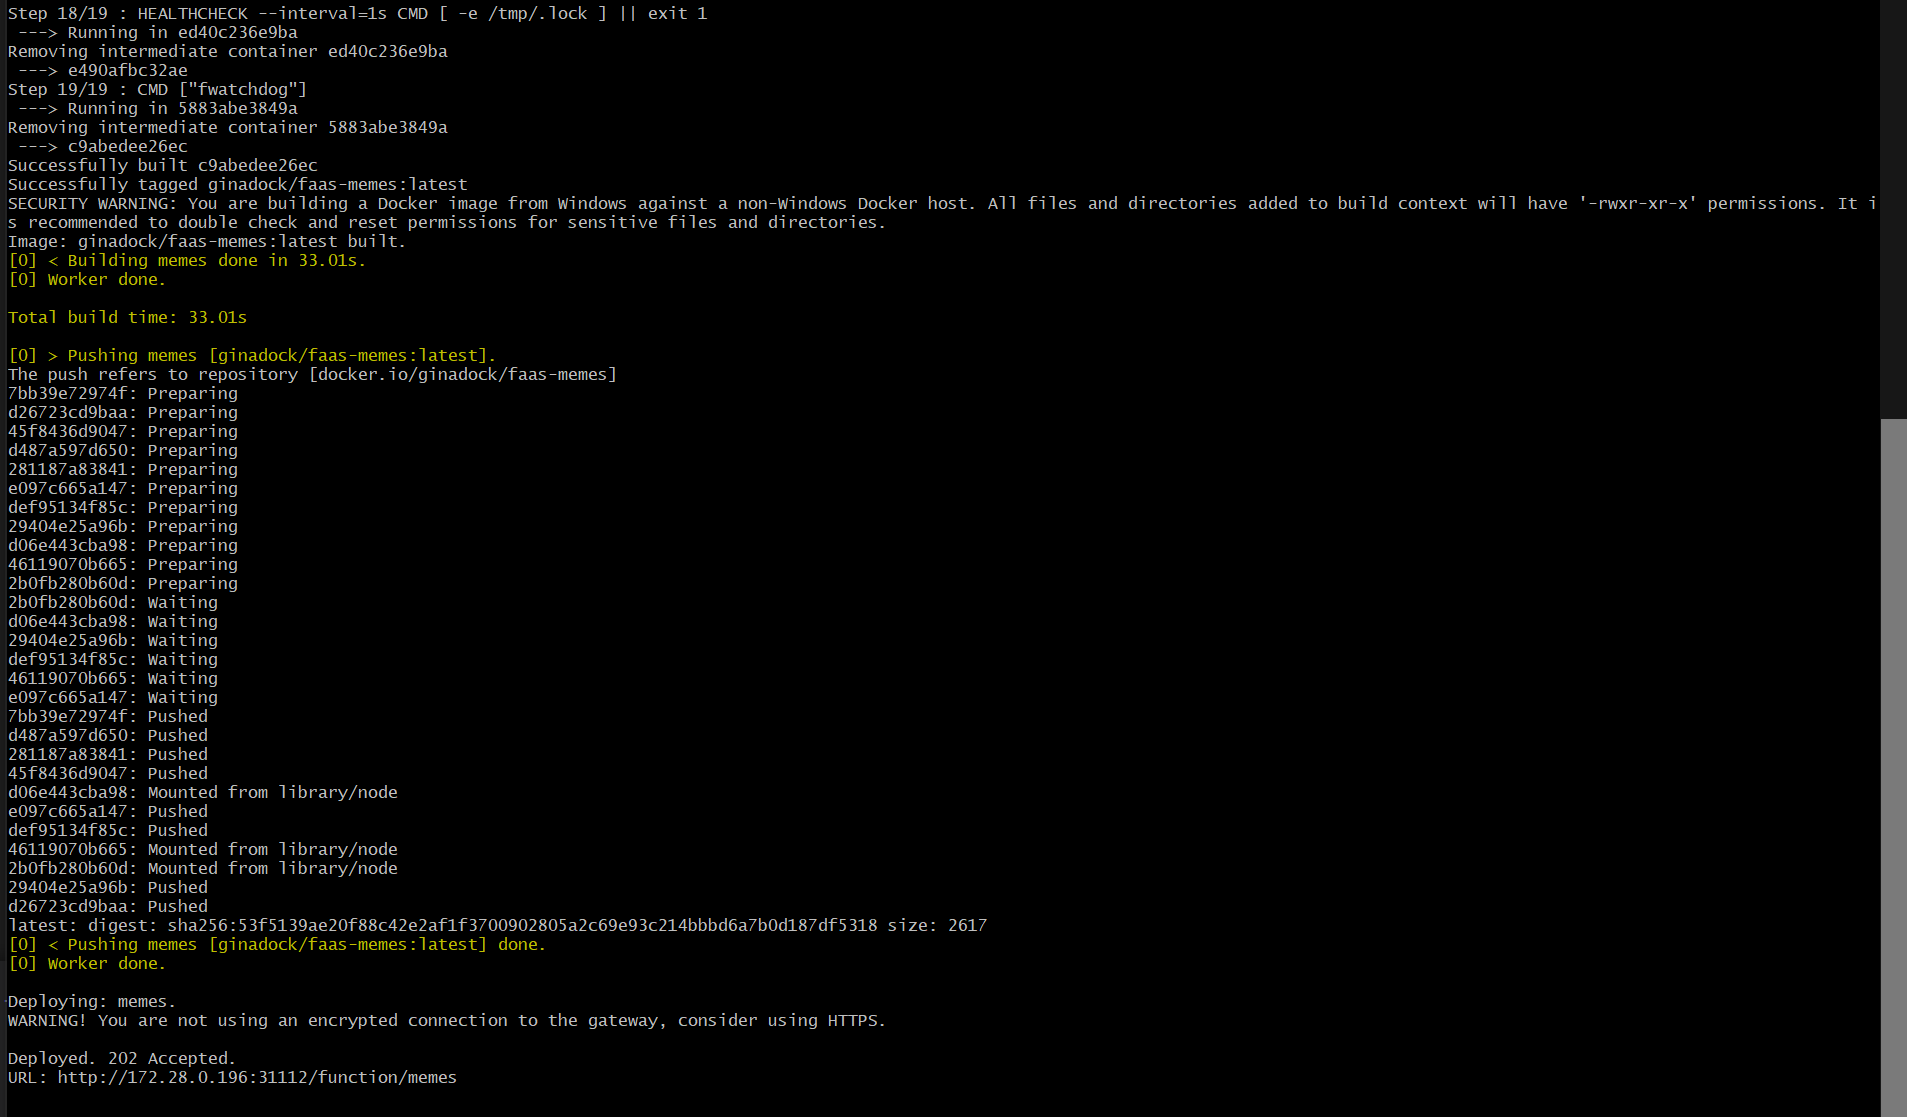 Step 18/19 : HEALTHCHECK --interval=1s CMD [ -e /tmp/.lock ] || exit 1
 ---> Running in ed40c236e9ba
Removing intermediate container ed40c236e9ba
 ---> e490afbc32ae
Step 19/19 : CMD ["fwatchdog"]
 ---> Running in 5883abe3849a
Removing intermediate container 5883abe3849a
 ---> c9abedee26ec
Successfully built c9abedee26ec
Successfully tagged ginadock/faas-memes:latest
SECURITY WARNING: You are building a Docker image from Windows against a non-Windows Docker host. All files and directories added to build context will have '-rwxr-xr-x' permissions. It i
s recommended to double check and reset permissions for sensitive files and directories.
Image: ginadock/faas-memes:latest built.
[0] < Building memes done in 33.01s.
[0] Worker done.

Total build time: 33.01s

[0] > Pushing memes [ginadock/faas-memes:latest].
The push refers to repository [docker.io/ginadock/faas-memes]
7bb39e72974f: Preparing
d26723cd9baa: Preparing
45f8436d9047: Preparing
d487a597d650: Preparing
281187a83841: Preparing
e097c665a147: Preparing
def95134f85c: Preparing
29404e25a96b: Preparing
d06e443cba98: Preparing
46119070b665: Preparing
2b0fb280b60d: Preparing
2b0fb280b60d: Waiting
d06e443cba98: Waiting
29404e25a96b: Waiting
def95134f85c: Waiting
46119070b665: Waiting
e097c665a147: Waiting
7bb39e72974f: Pushed
d487a597d650: Pushed
281187a83841: Pushed
45f8436d9047: Pushed
d06e443cba98: Mounted from library/node
e097c665a147: Pushed
def95134f85c: Pushed
46119070b665: Mounted from library/node
2b0fb280b60d: Mounted from library/node
29404e25a96b: Pushed
d26723cd9baa: Pushed
latest: digest: sha256:53f5139ae20f88c42e2af1f3700902805a2c69e93c214bbbd6a7b0d187df5318 size: 2617
[0] < Pushing memes [ginadock/faas-memes:latest] done.
[0] Worker done.

Deploying: memes.
WARNING! You are not using an encrypted connection to the gateway, consider using HTTPS.

Deployed. 202 Accepted.
URL: http://172.28.0.196:31112/function/memes